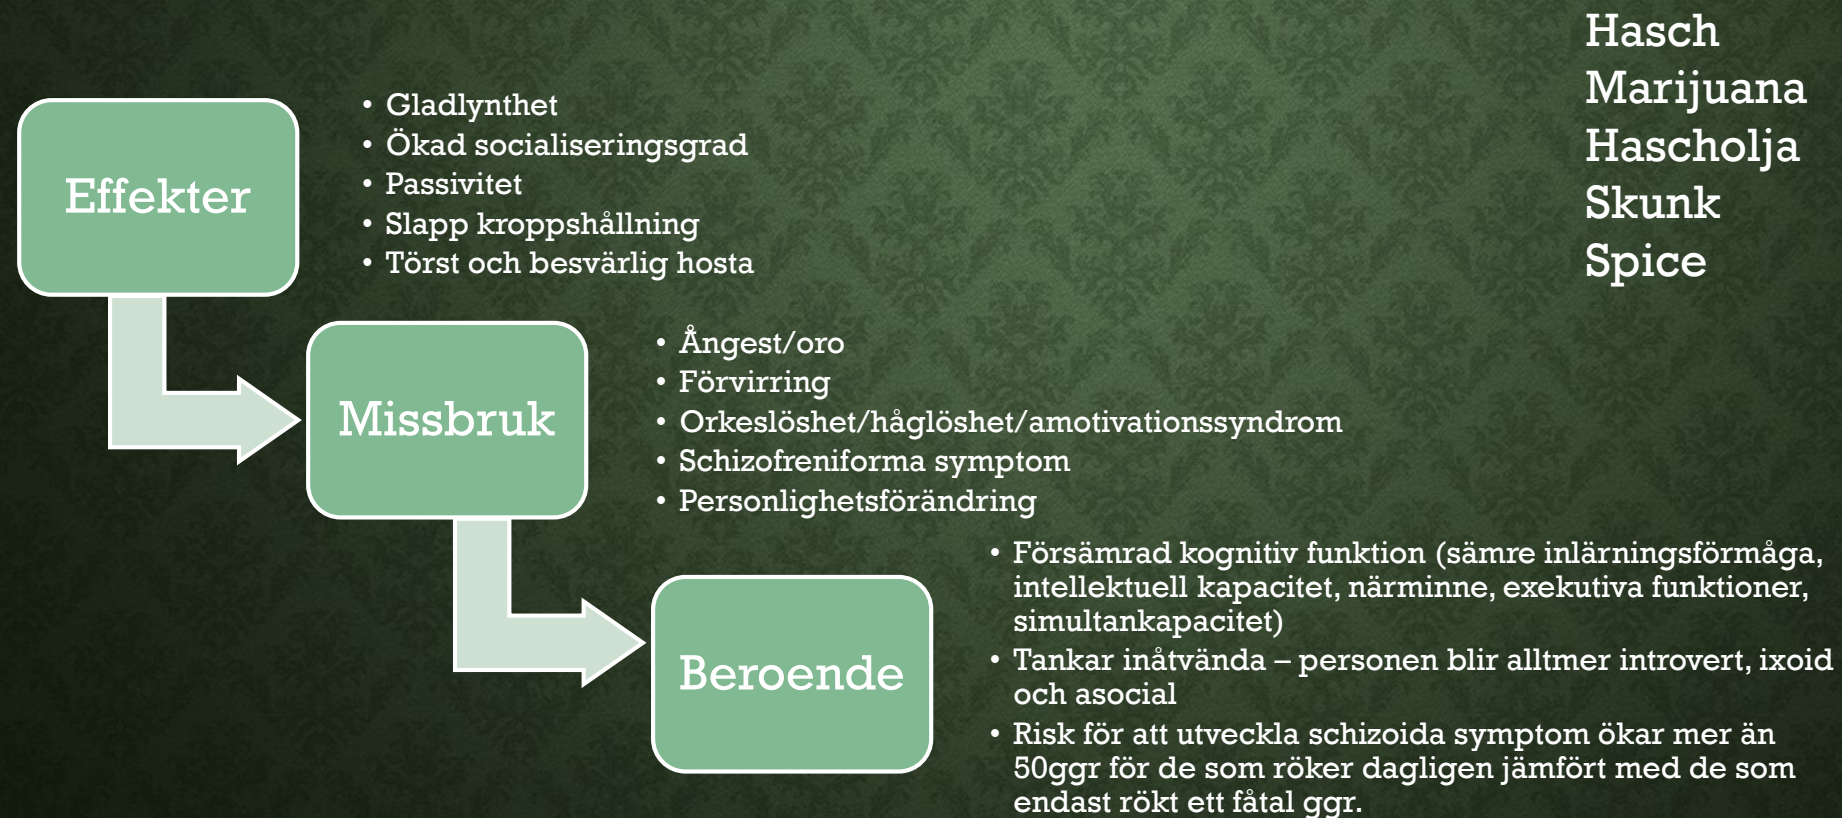 Hasch
Marijuana
Hascholja
Skunk
Spice
Effekter
• Gladlynthet
• Ökad socialiseringsgrad
• Passivitet
• Slapp kroppshållning
• Törst och besvärlig hosta
Missbruk
• Ångest/oro
• Förvirring
• Orkeslöshet/håglöshet/amotivationssyndrom
• Schizofreniforma symptom
• Personlighetsförändring
Beroende
• Försämrad kognitiv funktion (sämre inlärningsförmåga,
intellektuell kapacitet, närminne, exekutiva funktioner,
simultankapacitet)
• Tankar inåtvända – personen blir alltmer introvert, ixoid
och asocial
• Risk för att utveckla schizoida symptom ökar mer än
50ggr för de som röker dagligen jämfört med de som
endast rökt ett fåtal ggr.